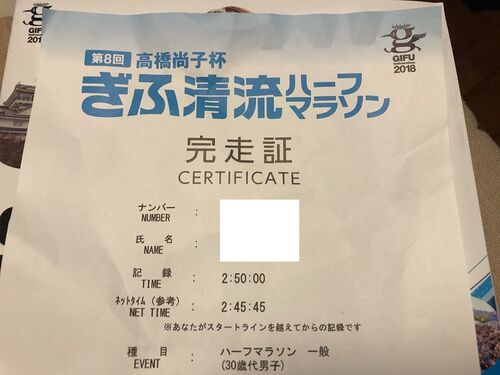 第8回 高橋尚子杯
ぎふ清流ハーフマラソン
GIFU
2018
GIFU
完走証
CERTIFICATE
ナンバー
NUMBER :
氏 名
NAME :
記 録
TIME : 2:50:00
ネットタイム (参考)
NET TIME : 2:45:45
※あなたがスタートラインを越えてからの記録です
種 目
EVENT : ハーフマラソン 一般
(30歳代男子)